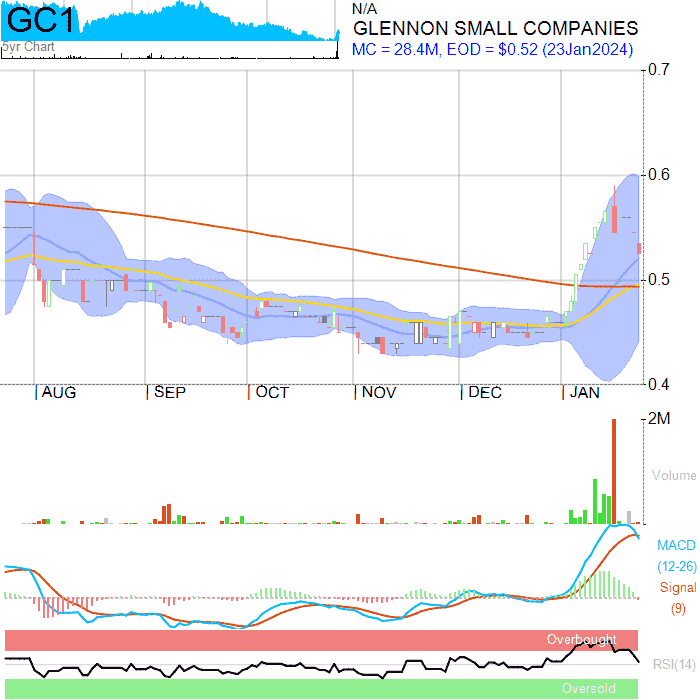 GC1
5yr Chart
N/A
GLENNON SMALL COMPANIES
MC = 28.4M, EOD = $0.52 (23Jan2024)
0.7
0.6
0.5
0.4
AUG SEP OCT NOV DEC JAN
2M
Volume
MACD
(12-26)
Signal
(9)
Overbought
RSI(14)
Oversold